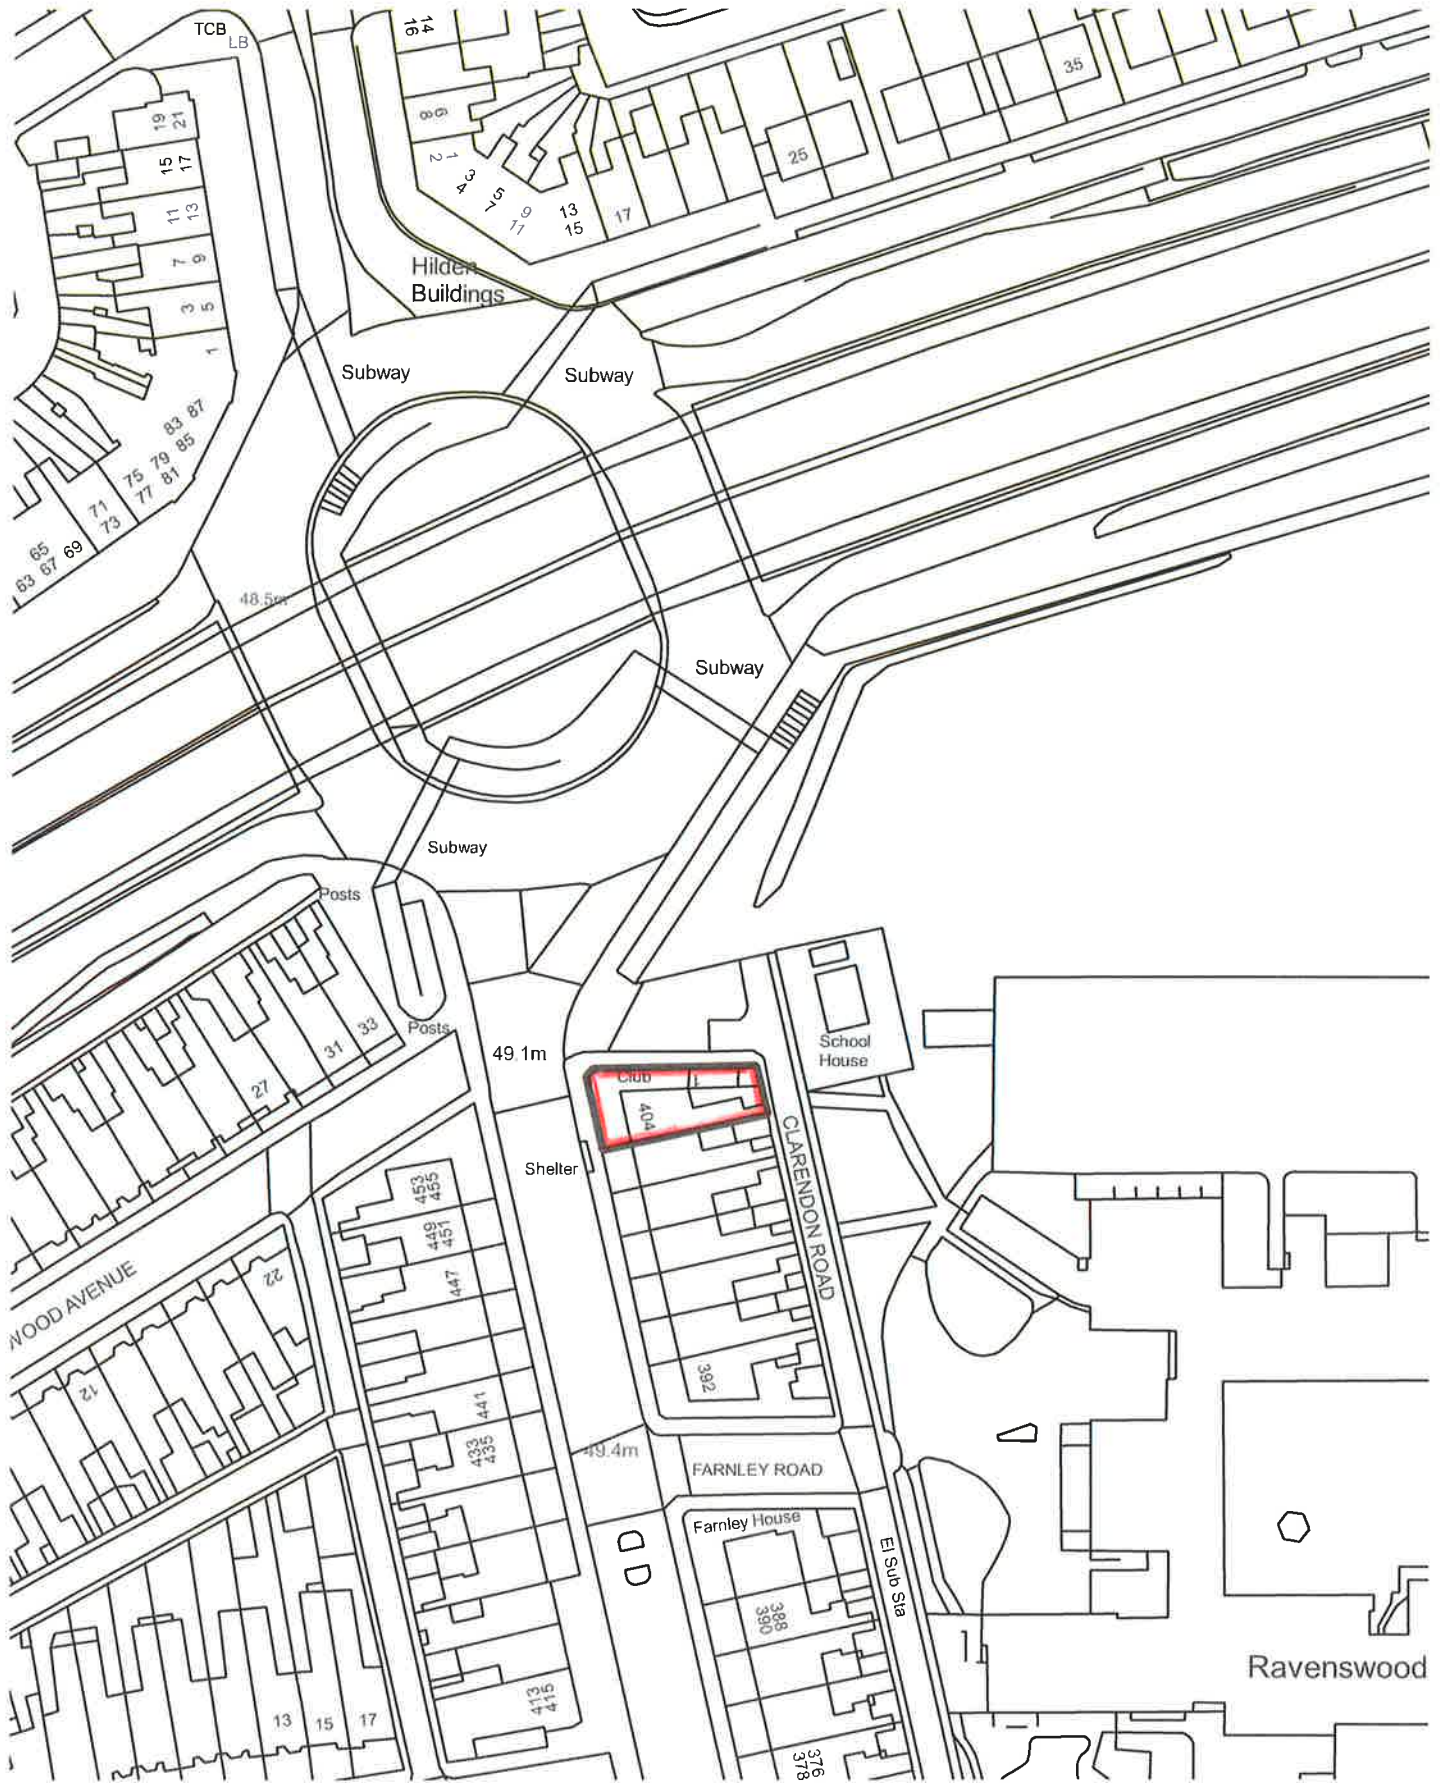 TCB
LB
14
16
6
8
1
2
3
4
5
7
9
11
13
15
17
25
35
19
21
15
17
11
13
7
9
3
5
1
83 87
79 85
75
77 81
71
73
65
63 67 69
Hilden
Buildings
Subway
Subway
48.5m
Subway
Subway
Posts
Posts
33
31
27
49.1m
School
House
Club
1
404
CLARENDON ROAD
Shelter
453
455
449
451
447
WOOD AVENUE
22
12
392
441
433
435
49.4m
FARNLEY ROAD
Farnley House
El Sub Sta
388
390
Ravenswood
413
415
13
15
17
376
378